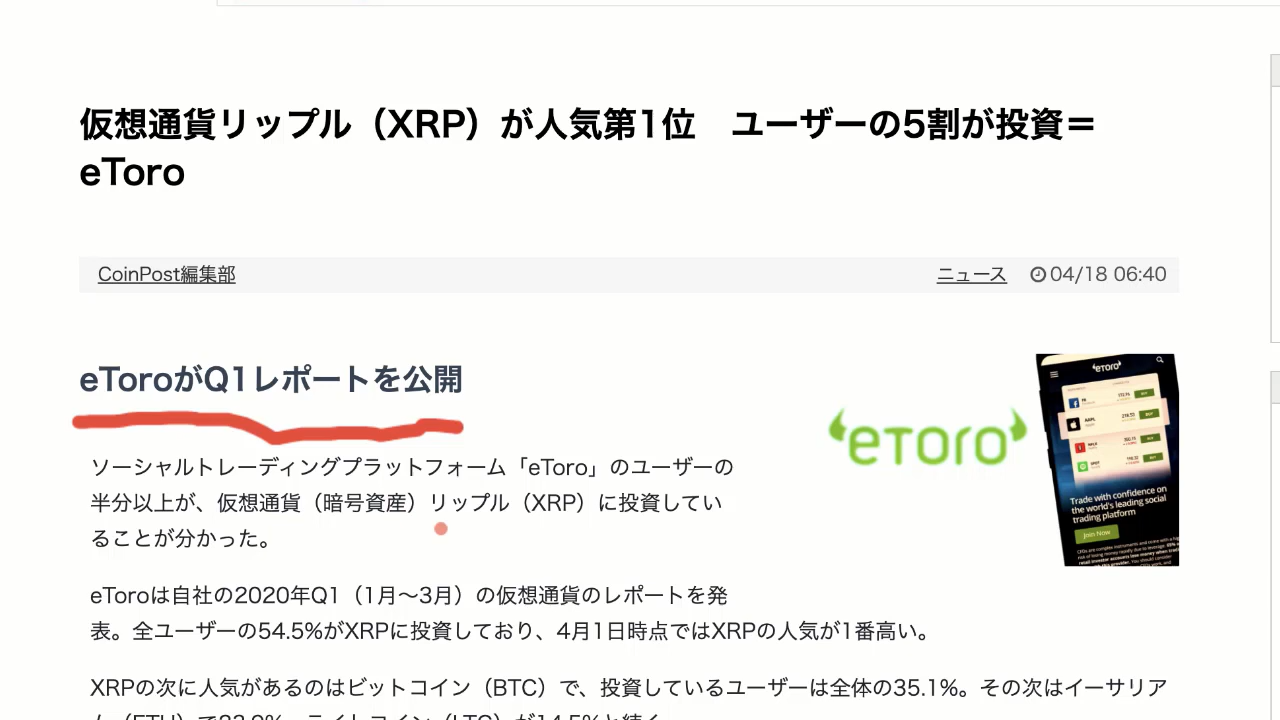 仮想通貨リップル（XRP）が人気第1位　ユーザーの5割が投資＝
eToro
CoinPost編集部
ニュース 04/18 06:40
eToroがQ1レポートを公開
eTORO
eTORO
BUY
BUY
BUY
BUY
Trade with confidence on
the world's leading social
trading platform
Join Now
ソーシャルトレーディングプラットフォーム「eToro」のユーザーの
半分以上が、仮想通貨（暗号資産）リップル（XRP）に投資してい
ることが分かった。
eToroは自社の2020年Q1（1月〜3月）の仮想通貨のレポートを発
表。全ユーザーの54.5%がXRPに投資しており、4月1日時点ではXRPの人気が1番高い。
XRPの次に人気があるのはビットコイン（BTC）で、投資しているユーザーは全体の35.1%。その次はイーサリア